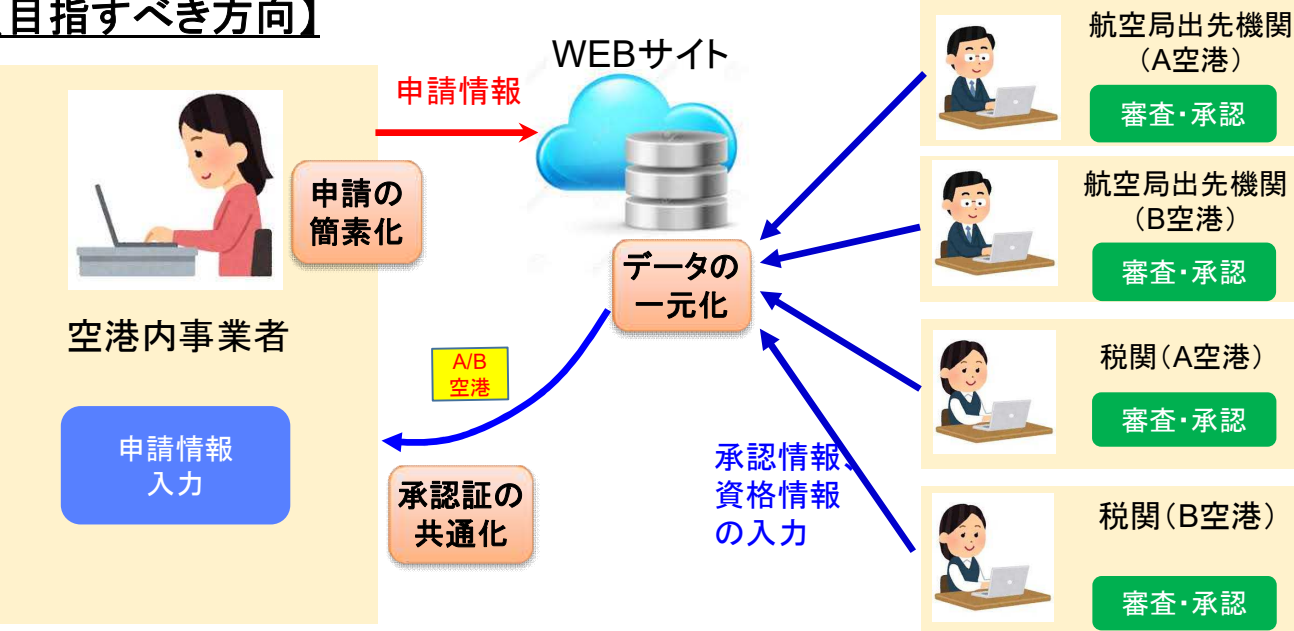 目指すべき方向】
WEBサイト
申請情報
申請の
簡素化
空港内事業者
申請情報
入力
データの
一元化
A/B
空港
承認証の
共通化
承認情報、
資格情報
の入力
航空局出先機関
（A空港）
審査・承認
航空局出先機関
（B空港）
審査・承認
税関（A空港）
審査・承認
税関（B空港）
審査・承認